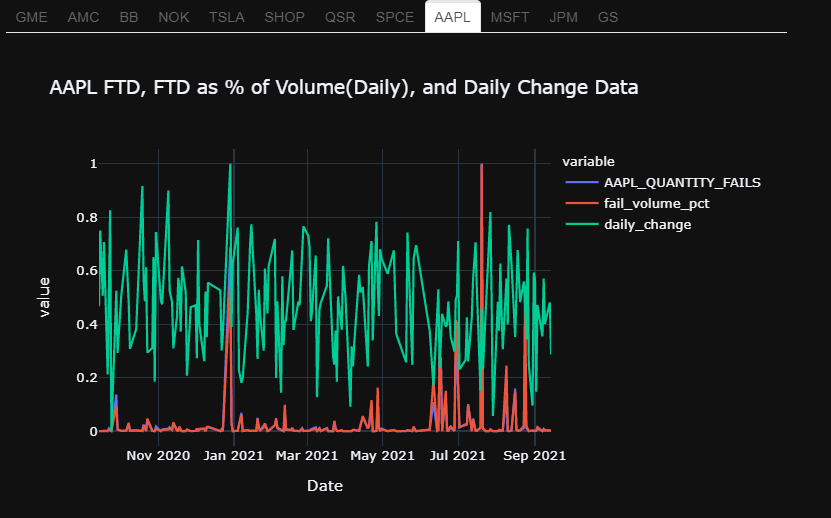 GME AMC BB NOK TSLA SHOP QSR SPCE AAPL MSFT JPM GS
AAPL FTD, FTD as % of Volume(Daily), and Daily Change Data
variable
AAPL_QUANTITY_FAILS
fail_volume_pct
daily_change
value
1
0.8
0.6
0.4
0.2
0
Nov 2020 Jan 2021 Mar 2021 May 2021 Jul 2021 Sep 2021
Date